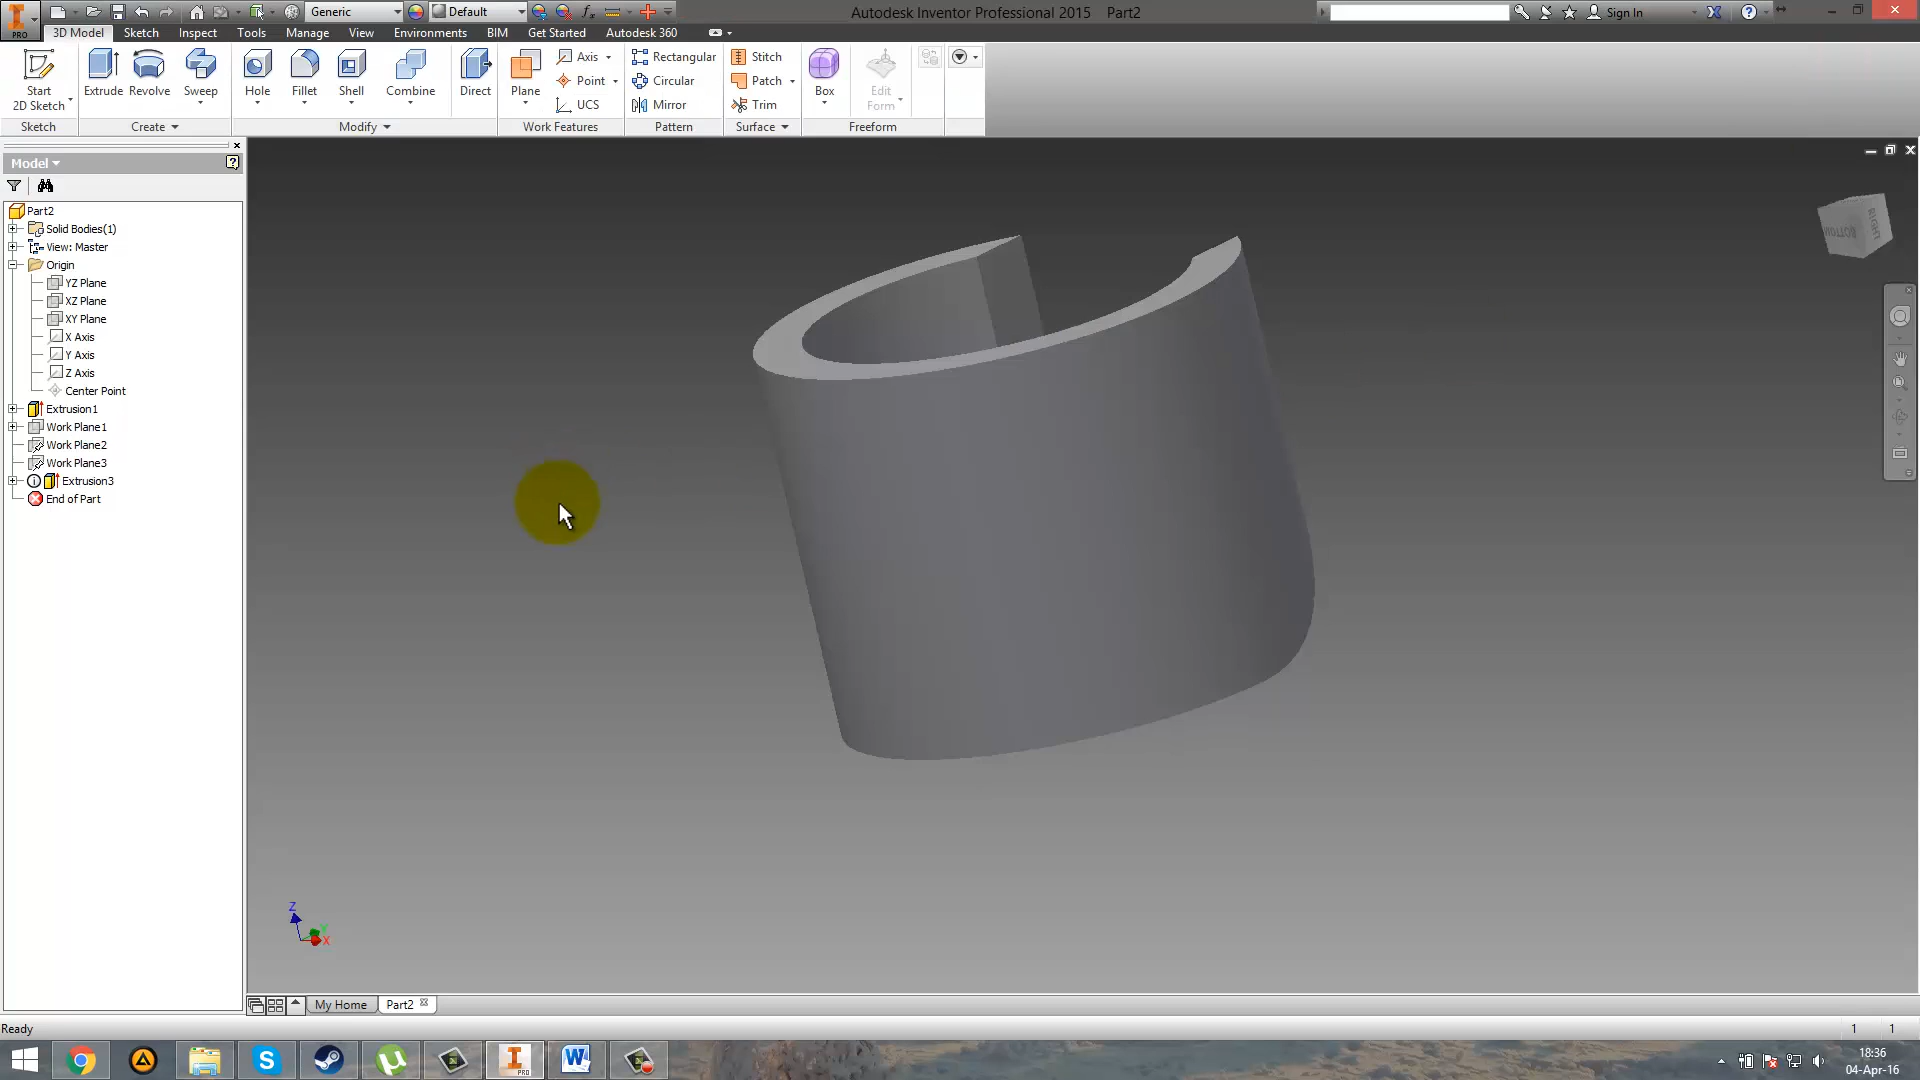 Generic
Default
Autodesk Inventor Professional 2015 Part2
Sign In
PRO
3D Model Sketch Inspect Tools Manage View Environments BIM Get Started Autodesk 360
Start
2D Sketch
Extrude
Revolve
Sweep
Hole
Fillet
Shell
Combine
Direct
Plane
Axis
Point
UCS
Rectangular
Circular
Mirror
Stitch
Patch
Trim
Box
Edit
Form
Sketch Create Modify Work Features Pattern Surface Freeform
Model
Part2
Solid Bodies(1)
View: Master
Origin
YZ Plane
XZ Plane
XY Plane
X Axis
Y Axis
Z Axis
Center Point
Extrusion1
Work Plane1
Work Plane2
Work Plane3
Extrusion3
End of Part
BOTTOM
RIGHT
Z
Y
X
My Home
Part2
Ready
1 1
PRO
18:36
04-Apr-16